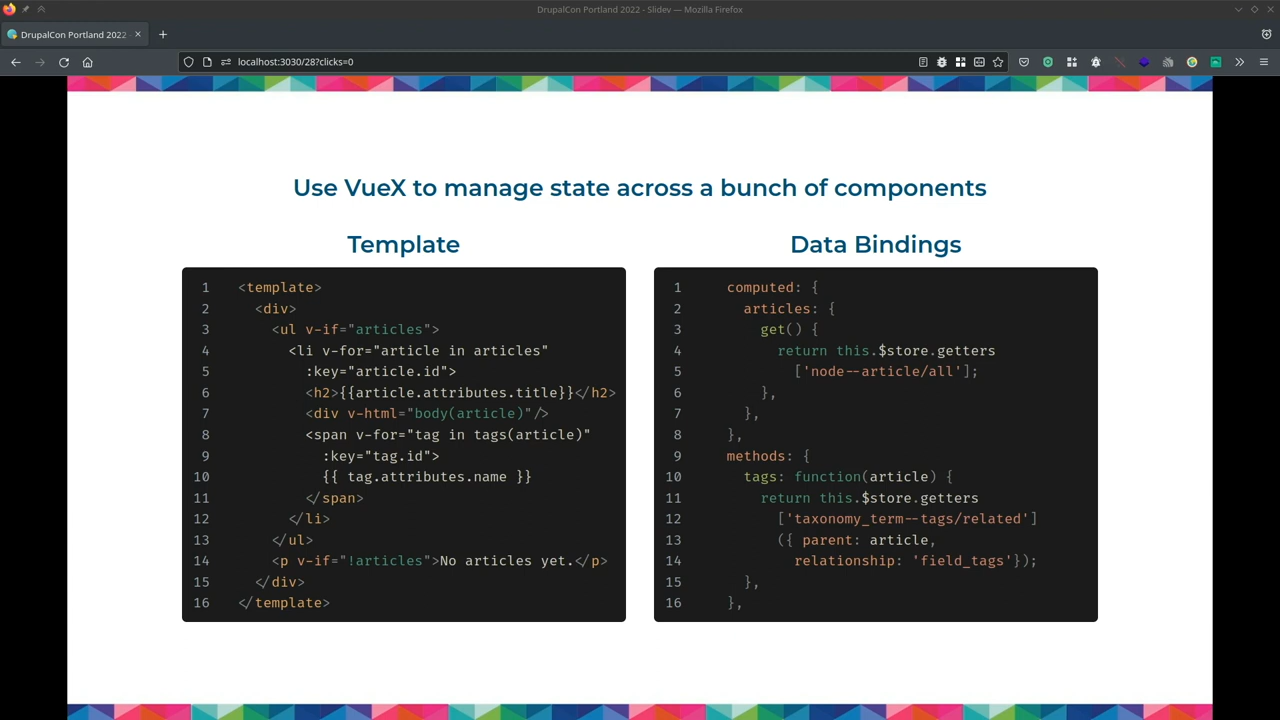 DrupalCon Portland 2022 - Slidev — Mozilla Firefox
DrupalCon Portland 2022
localhost:3030/28?clicks=0
Use VueX to manage state across a bunch of components
Template
1 <template>
2 <div>
3 <ul v-if="articles">
4 <li v-for="article in articles"
5 :key="article.id">
6 <h2>{{article.attributes.title}}</h2>
7 <div v-html="body(article)"/>
8 <span v-for="tag in tags(article)"
9 :key="tag.id">
10 {{ tag.attributes.name }}
11 </span>
12 </li>
13 </ul>
14 <p v-if="!articles">No articles yet.</p>
15 </div>
16 </template>
Data Bindings
1 computed: {
2 articles: {
3 get() {
4 return this.$store.getters
5 ['node--article/all'];
6 },
7 },
8 },
9 methods: {
10 tags: function(article) {
11 return this.$store.getters
12 ['taxonomy_term--tags/related']
13 ({ parent: article,
14 relationship: 'field_tags'});
15 },
16 },